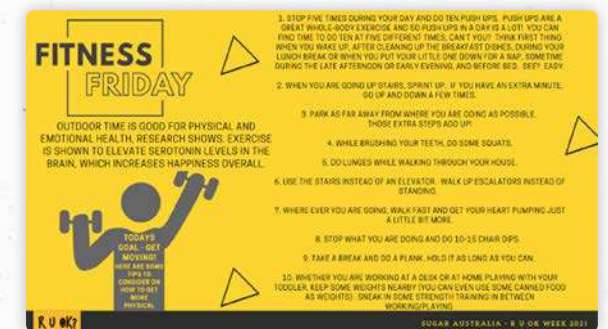 FITNESS
FRIDAY
OUTDOOR TIME IS GOOD FOR PHYSICAL AND
EMOTIONAL HEALTH, RESEARCH SHOWS. EXERCISE
IS SHOWN TO ELEVATE SEROTONIN LEVELS IN THE
BRAIN, WHICH INCREASES HAPPINESS OVERALL.
TODAYS
GOAL - GET
MOVING!
HERE ARE SOME
TIPS TO
CONSIDER ON
HOW TO GET
MORE
PHYSICAL
1. STOP FIVE TIMES DURING YOUR DAY AND DO TEN PUSH UPS. PUSH UPS ARE A
GREAT WHOLE-BODY EXERCISE AND 50 PUSH UPS IN A DAY IS A LOT! YOU CAN
FIND TIME TO DO TEN AT FIVE DIFFERENT TIMES, CAN'T YOU? THINK FIRST THING
WHEN YOU WAKE UP, AFTER CLEANING UP THE BREAKFAST DISHES, DURING YOUR
LUNCH BREAK OR WHEN YOU PUT YOUR LITTLE ONE DOWN FOR A NAP, SOMETIME
DURING THE LATE AFTERNOON OR EARLY EVENING, AND BEFORE BED. SEE? EASY
2. WHEN YOU ARE GOING UP STAIRS, SPRINT UP. IF YOU HAVE AN EXTRA MINUTE,
GO UP AND DOWN A FEW TIMES.
3. PARK AS FAR AWAY FROM WHERE YOU ARE GOING AS POSSIBLE.
THOSE EXTRA STEPS ADD UP!
4. WHILE BRUSHING YOUR TEETH, DO SOME SQUATS.
5. DO LUNGES WHILE WALKING THROUGH YOUR HOUSE.
6. USE THE STAIRS INSTEAD OF AN ELEVATOR. WALK UP ESCALATORS INSTEAD OF
STANDING.
7. WHERE EVER YOU ARE GOING, WALK FAST AND GET YOUR HEART PUMPING JUST
A LITTLE BIT MORE.
8. STOP WHAT YOU ARE DOING AND DO 10-15 CHAIR DIPS.
9. TAKE A BREAK AND DO A PLANK. HOLD IT AS LONG AS YOU CAN.
10. WHETHER YOU ARE WORKING AT A DESK OR AT HOME PLAYING WITH YOUR
TODDLER, KEEP SOME WEIGHTS NEARBY (YOU CAN EVEN USE SOME CANNED FOOD
AS WEIGHTS). SNEAK IN SOME STRENGTH TRAINING IN BETWEEN
WORKING/PLAYING
R U OK?
SUGAR AUSTRALIA - R U OK WEEK 2021